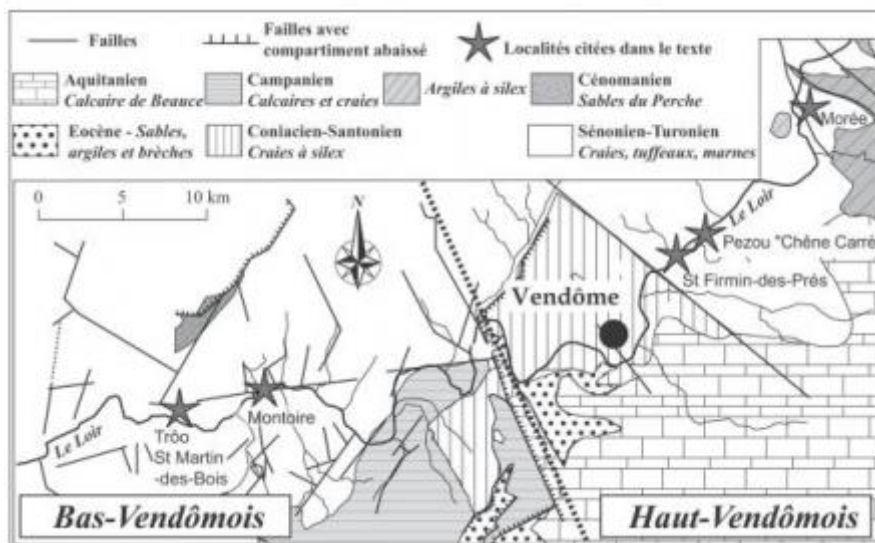 Failles
Failles avec
compartiment abaissé
Localités citées dans le texte
Aquitanien
Calcaire de Beauce
Campanien
Calcaires et craies
Argiles à silex
Cénomanien
Sables du Perche
Eocène - Sables,
argiles et brèches
Coniacien-Santonien
Craies à silex
Sénonien-Turonien
Craies, tuffeaux, marnes
0 5 10 km
N
Morée
Le Loir
Pezou "Chêne Carré
St Firmin-des-Prés
Vendôme
?
Montoire
Trôo
St Martin
-des-Bois
Le Loir
Bas-Vendômois
Haut-Vendômois